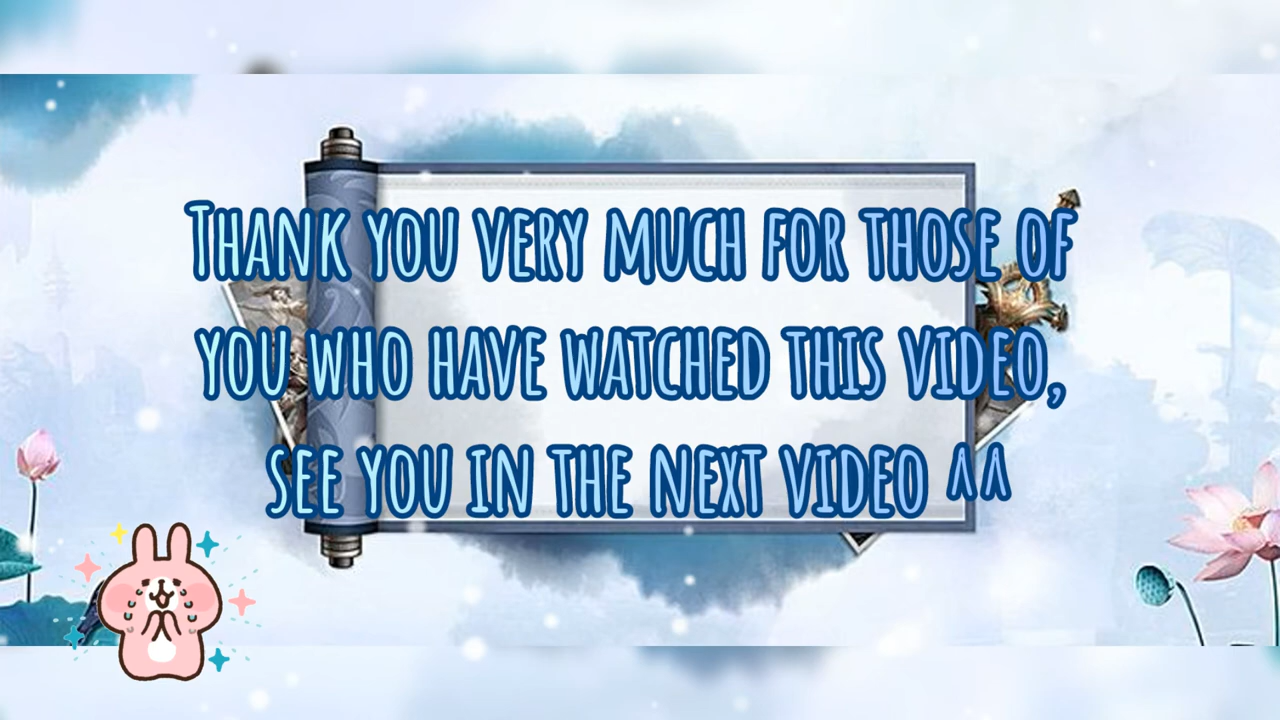 Thank you very much for those of
you who have watched this video,
see you in the next video ^^